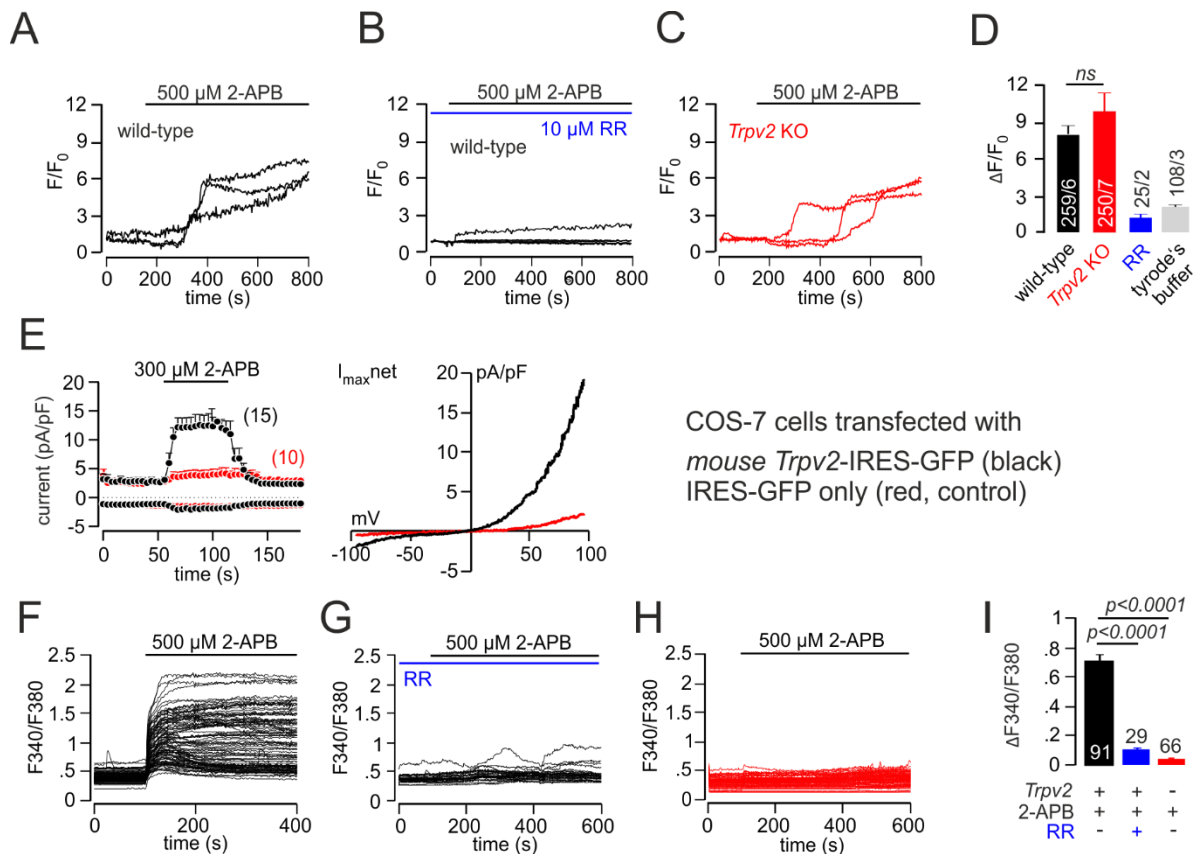 A
500 µM 2-APB
wild-type
F/F0
12
9
6
3
0
0 200 400 600 800
time (s)
B
500 µM 2-APB
10 µM RR
wild-type
F/F0
12
9
6
3
0
0 200 400 600 800
time (s)
C
500 µM 2-APB
Trpv2 KO
F/F0
12
9
6
3
0
0 200 400 600 800
time (s)
D
ns
ΔF/F0
12
9
6
3
0
259/6
250/7
25/2
108/3
wild-type
Trpv2 KO
RR
tyrode's
buffer
E
300 µM 2-APB
current (pA/pF)
20
15
10
5
0
-5
(15)
(10)
0 50 100 150
time (s)
Imaxnet
pA/pF
20
15
10
5
-5
mV
-100 -50 50 100
COS-7 cells transfected with
mouse Trpv2-IRES-GFP (black)
IRES-GFP only (red, control)
F
500 µM 2-APB
F340/F380
2.5
2
1.5
1
.5
0
0 200 400
time (s)
G
500 µM 2-APB
RR
F340/F380
2.5
2
1.5
1
.5
0
0 200 400 600
time (s)
H
500 µM 2-APB
F340/F380
2.5
2
1.5
1
.5
0
0 200 400 600
time (s)
I
p<0.0001
p<0.0001
ΔF340/F380
1
.8
.6
.4
.2
0
91
29
66
Trpv2 + + -
2-APB + + +
RR - + -